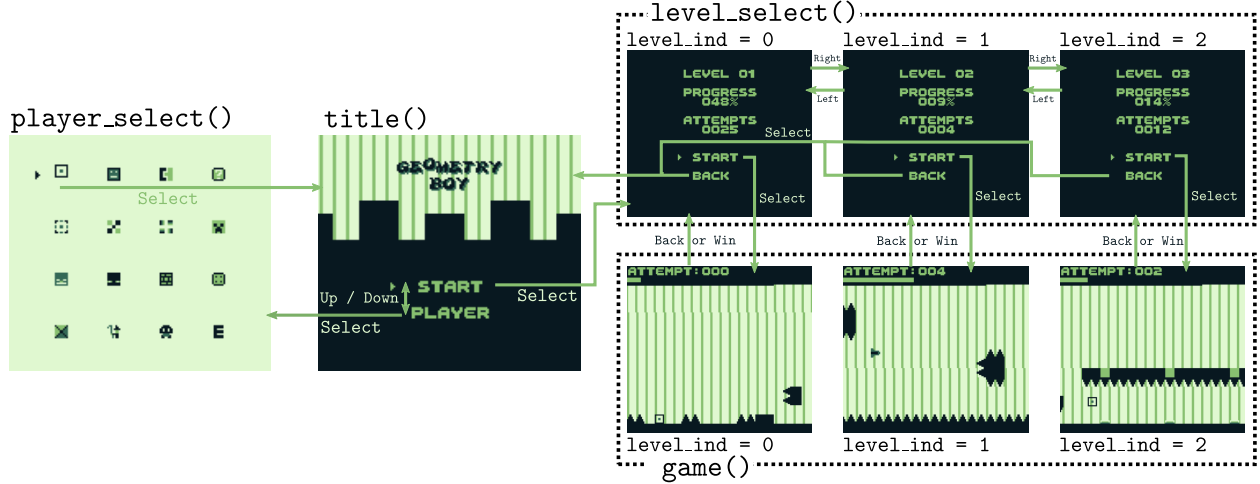 level_select()
level_ind = 0
level_ind = 1
level_ind = 2
LEVEL 01
PROGRESS
048%
ATTEMPTS
0025
START
BACK
Right
Left
LEVEL 02
PROGRESS
009%
ATTEMPTS
0004
START
BACK
Right
Left
LEVEL 03
PROGRESS
014%
ATTEMPTS
0012
START
BACK
Select
Select
Select
Select
player_select()
Select
E
title()
GEOMETRY
BOY
START
PLAYER
Up / Down
Select
Select
Back or Win
Back or Win
Back or Win
ATTEMPT:000
ATTEMPT:004
ATTEMPT:002
level_ind = 0
level_ind = 1
level_ind = 2
game()